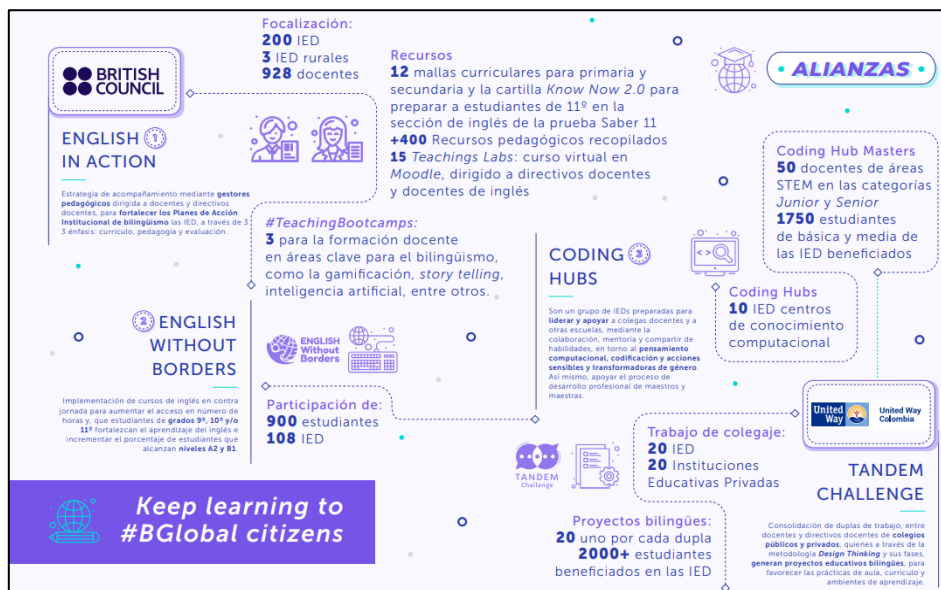 BRITISH
COUNCIL
ENGLISH 1
IN ACTION
Estrategia de acompañamiento mediante gestores
pedagógicos dirigida a docentes y directivos
docentes, para fortalecer los Planes de Acción
Institucional de bilingüismo las IED, a través de 3
3 énfasis: currículo, pedagogía y evaluación.
Focalización:
200 IED
3 IED rurales
928 docentes
Recursos
12 mallas curriculares para primaria y
secundaria y la cartilla Know Now 2.0 para
preparar a estudiantes de 11º en la
sección de inglés de la prueba Saber 11
+400 Recursos pedagógicos recopilados
15 Teachings Labs: curso virtual en
Moodle, dirigido a directivos docentes
y docentes de inglés
#TeachingBootcamps:
3 para la formación docente
en áreas clave para el bilingüismo,
como la gamificación, story telling,
inteligencia artificial, entre otros.
2 ENGLISH
WITHOUT
BORDERS
Implementación de cursos de inglés en contra
jornada para aumentar el acceso en número de
horas y, que estudiantes de grados 9º, 10º y/o
11º fortalezcan el aprendizaje del inglés e
incrementar el porcentaje de estudiantes que
alcanzan niveles A2 y B1.
ENGLISH
Without
Borders
Participación de:
900 estudiantes
108 IED
ALIANZAS
CODING 3
HUBS
Son un grupo de IEDs preparadas para
liderar y apoyar a colegas docentes y a
otras escuelas, mediante la
colaboración, mentoría y compartir de
habilidades, en torno al pensamiento
computacional, codificación y acciones
sensibles y transformadoras de género.
Así mismo, apoyar el proceso de
desarrollo profesional de maestros y
maestras.
Coding Hub Masters
50 docentes de áreas
STEM en las categorías
Junior y Senior
1750 estudiantes
de básica y media de
las IED beneficiados
Coding Hubs
10 IED centros
de conocimiento
computacional
United
Way
United Way
Colombia
TANDEM
CHALLENGE
Consolidación de duplas de trabajo, entre
docentes y directivos docentes de colegios
públicos y privados, quienes a través de la
metodología Design Thinking y sus fases,
generan proyectos educativos bilingües, para
favorecer las prácticas de aula, currículo y
ambientes de aprendizaje.
TANDEM
Challenge
Trabajo de colegaje:
20 IED
20 Instituciones
Educativas Privadas
Proyectos bilingües:
20 uno por cada dupla
2000+ estudiantes
beneficiados en las IED
Keep learning to
#BGlobal citizens